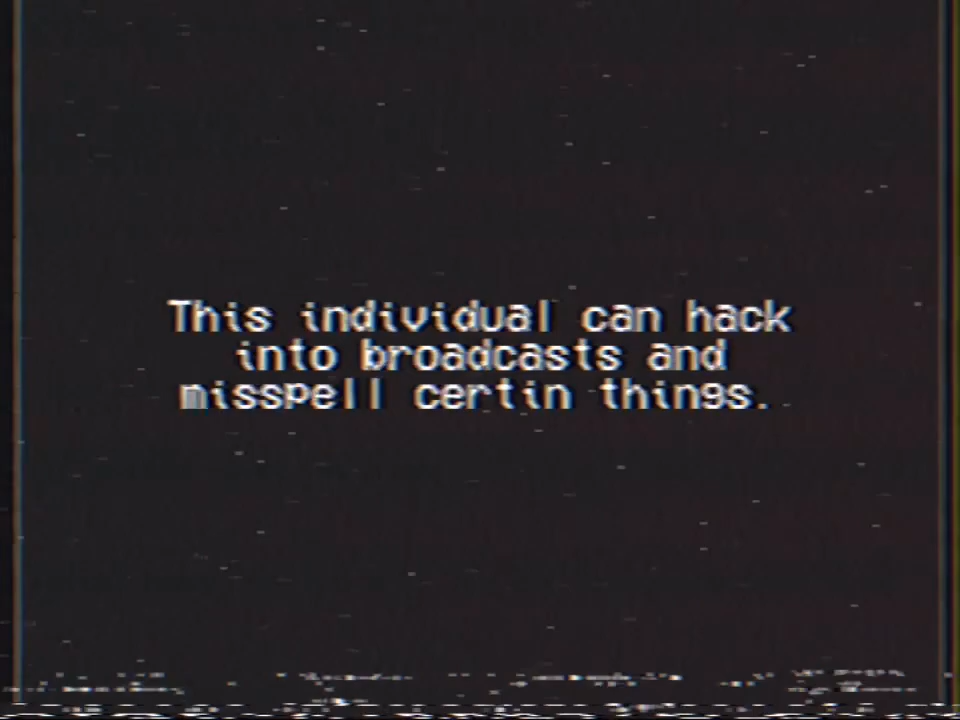 This individual can hack
into broadcasts and
misspell certin things.